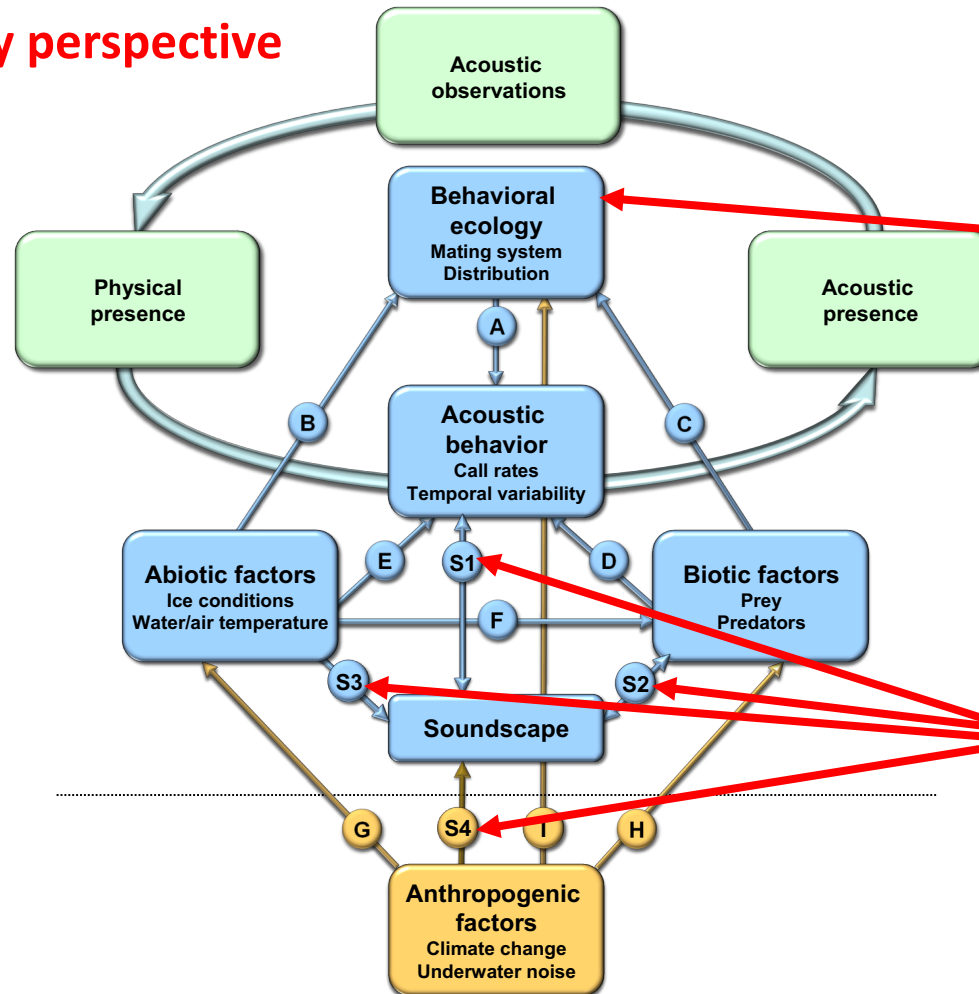 y perspective
Acoustic
observations
Behavioral
ecology
Mating system
Distribution
Physical
presence
Acoustic
presence
A
B
C
Acoustic
behavior
Call rates
Temporal variability
E
S1
D
Abiotic factors
Ice conditions
Water/air temperature
F
Biotic factors
Prey
Predators
S3
S2
Soundscape
G
S4
I
H
Anthropogenic
factors
Climate change
Underwater noise